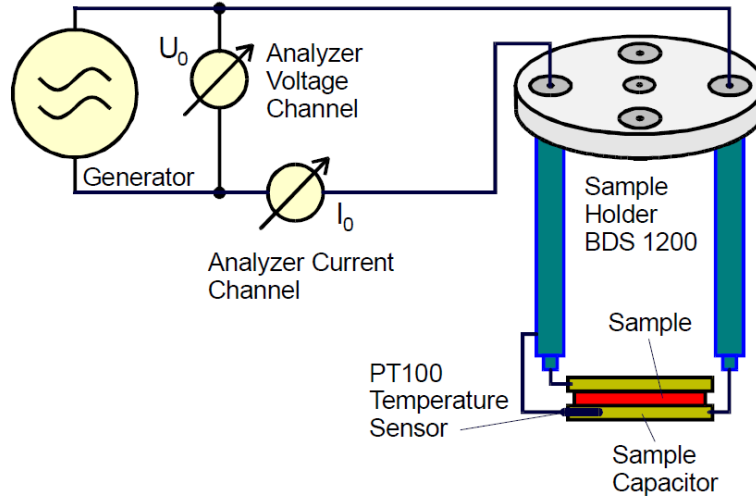 U0
Analyzer
Voltage
Channel
Generator
I0
Analyzer Current
Channel
Sample
Holder
BDS 1200
Sample
PT100
Temperature
Sensor
Sample
Capacitor